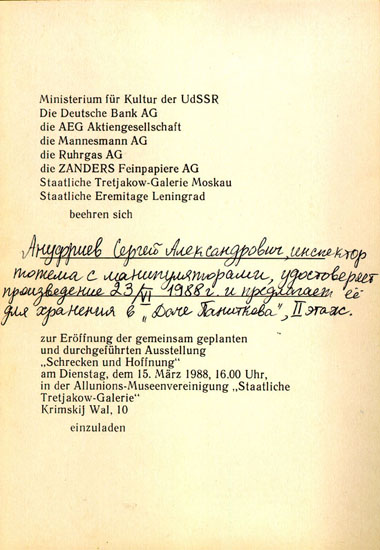 Ministerium für Kultur der UdSSR
Die Deutsche Bank AG
die AEG Aktiengesellschaft
die Mannesmann AG
die Ruhrgas AG
die ZANDERS Feinpapiere AG
Staatliche Tretjakow-Galerie Moskau
Staatliche Eremitage Leningrad
beehren sich
Ануфриев Сергей Александрович, инспектор
тотема с манипуляторами, удостоверяет
произведение 23/VI 1988 г. и предлагает её
для хранения в „Даче Паниткова", II этаж.
zur Eröffnung der gemeinsam geplanten
und durchgeführten Ausstellung
„Schrecken und Hoffnung"
am Dienstag, dem 15. März 1988, 16.00 Uhr,
in der Allunions-Museenvereinigung „Staatliche
Tretjakow-Galerie"
Krimskij Wal, 10
einzuladen